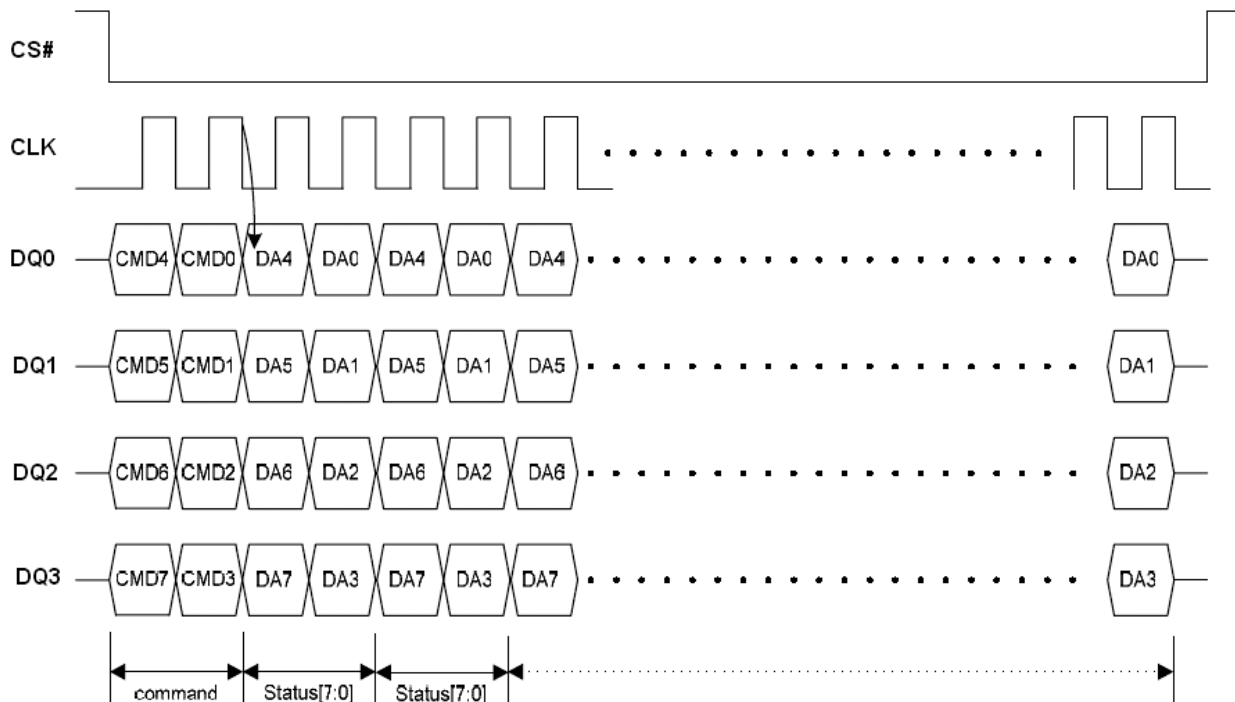 CS#
CLK
DQ0 CMD4 CMD0 DA4 DA0 DA4 DA0 DA4 DA0
DQ1 CMD5 CMD1 DA5 DA1 DA5 DA1 DA5 DA1
DQ2 CMD6 CMD2 DA6 DA2 DA6 DA2 DA6 DA2
DQ3 CMD7 CMD3 DA7 DA3 DA7 DA3 DA7 DA3
command Status[7:0] Status[7:0]